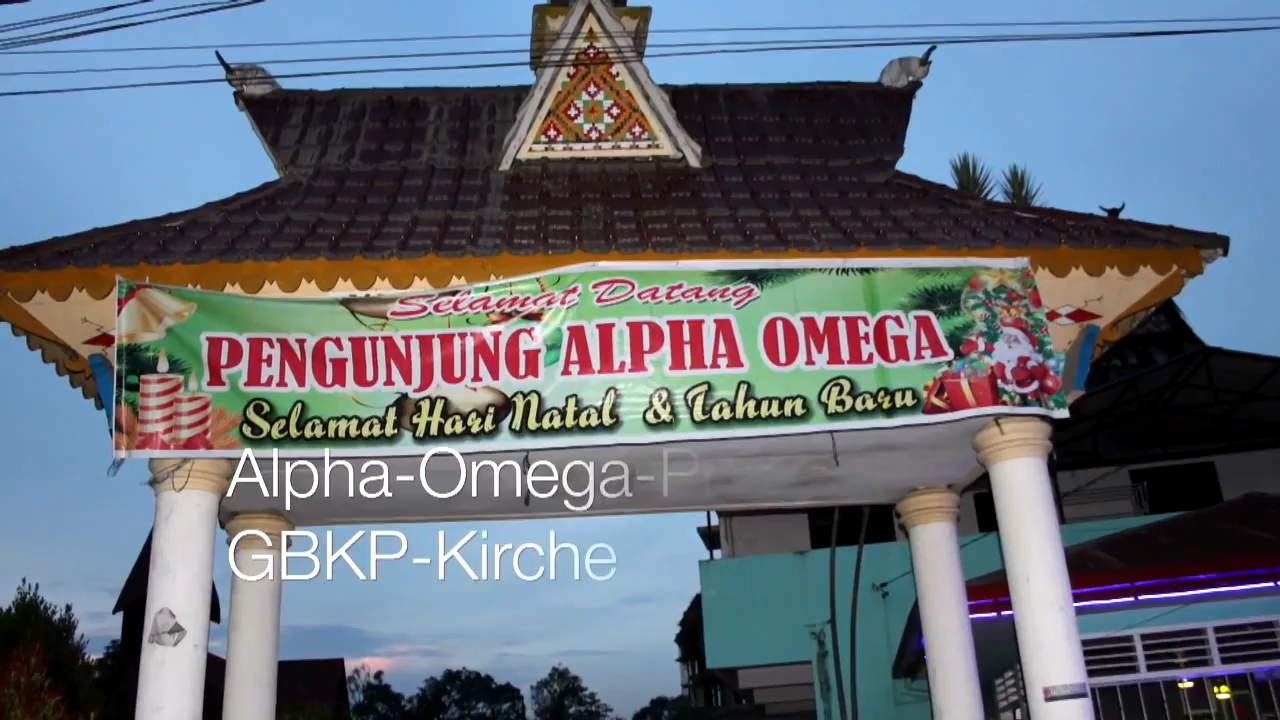 Selamat Datang
PENGUNJUNG ALPHA OMEGA
Selamat Hari Natal & Tahun Baru
Alpha-Omega-
GBKP-Kirche